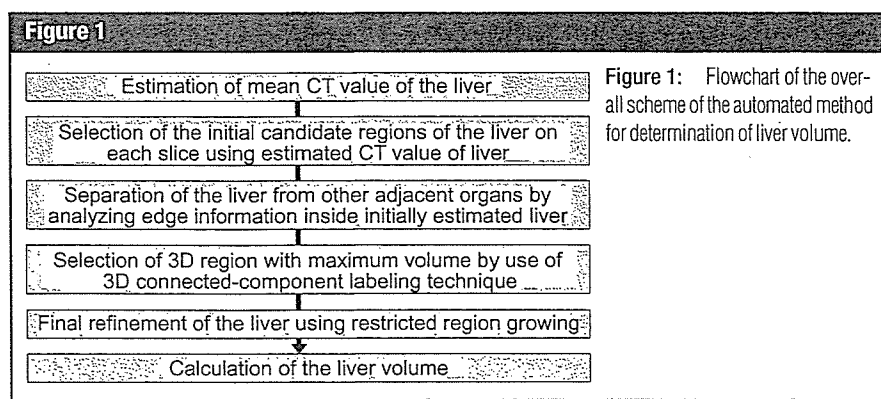 Figure 1
Estimation of mean CT value of the liver
Selection of the initial candidate regions of the liver on
each slice using estimated CT value of liver
Separation of the liver from other adjacent organs by
analyzing edge information inside initially estimated liver
Selection of 3D region with maximum volume by use of
3D connected-component labeling technique
Final refinement of the liver using restricted region growing
Calculation of the liver volume
Figure 1: Flowchart of the over-
all scheme of the automated method
for determination of liver volume.